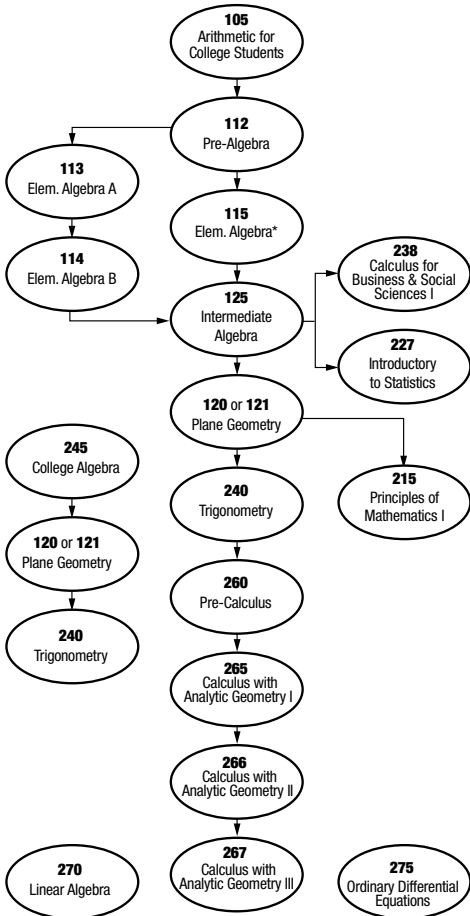 105
Arithmetic for
College Students
112
Pre-Algebra
113
Elem. Algebra A
115
Elem. Algebra*
114
Elem. Algebra B
125
Intermediate
Algebra
238
Calculus for
Business & Social
Sciences I
227
Introductory
to Statistics
120 or 121
Plane Geometry
245
College Algebra
240
Trigonometry
215
Principles of
Mathematics I
120 or 121
Plane Geometry
260
Pre-Calculus
240
Trigonometry
265
Calculus with
Analytic Geometry I
266
Calculus with
Analytic Geometry II
270
Linear Algebra
267
Calculus with
Analytic Geometry III
275
Ordinary Differential
Equations